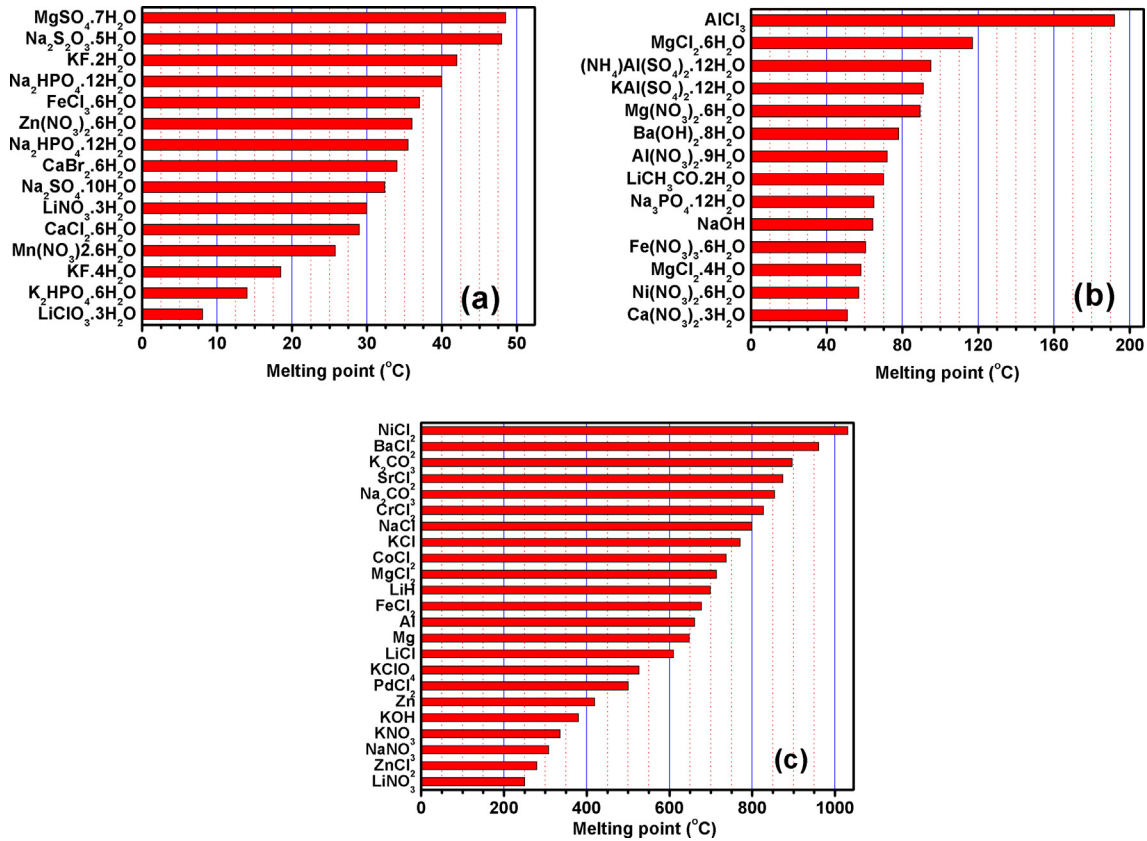 MgSO₄.7H₂O
Na₂S₂O₃.5H₂O
KF.2H₂O
Na₂HPO₄.12H₂O
FeCl₃.6H₂O
Zn(NO₃)₂.6H₂O
Na₂HPO₄.12H₂O
CaBr₂.6H₂O
Na₂SO₄.10H₂O
LiNO₃.3H₂O
CaCl₂.6H₂O
Mn(NO₃)2.6H₂O
KF.4H₂O
K₂HPO₄.6H₂O
LiClO₃.3H₂O
(a)
0 10 20 30 40 50
Melting point (°C)
AlCl₃
MgCl₂.6H₂O
(NH₄)Al(SO₄)₂.12H₂O
KAl(SO₄)₂.12H₂O
Mg(NO₃)₂.6H₂O
Ba(OH)₂.8H₂O
Al(NO₃)₂.9H₂O
LiCH₃CO.2H₂O
Na₃PO₄.12H₂O
NaOH
Fe(NO₃)₃.6H₂O
MgCl₂.4H₂O
Ni(NO₃)₂.6H₂O
Ca(NO₃)₂.3H₂O
(b)
0 40 80 120 160 200
Melting point (°C)
NiCl₂
BaCl₂
K₂CO₃
SrCl₂
Na₂CO₃
CrCl₂
NaCl
KCl
CoCl₂
MgCl₂
LiH
FeCl₂
Al
Mg
LiCl
KClO₄
PdCl₂
Zn
KOH
KNO₃
NaNO₃
ZnCl₂
LiNO₃
(c)
0 200 400 600 800 1000
Melting point (°C)